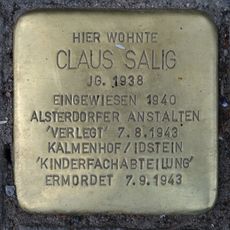 HIER WOHNTE
CLAUS SALIG
JG. 1938
EINGEWIESEN 1940
ALSTERDORFER ANSTALTEN
'VERLEGT' 7.8.1943
KALMENHOF/IDSTEIN
'KINDERFACHABTEILUNG'
ERMORDET 7.9.1943